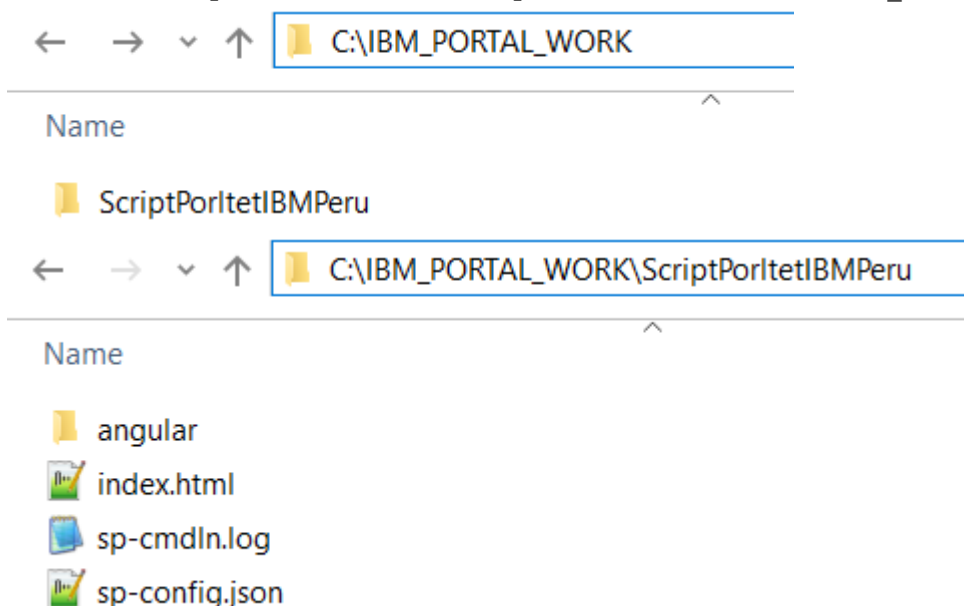 C:\IBM_PORTAL_WORK
Name
ScriptPorltetIBMPeru
C:\IBM_PORTAL_WORK\ScriptPorltetIBMPeru
Name
angular
index.html
sp-cmdln.log
sp-config.json